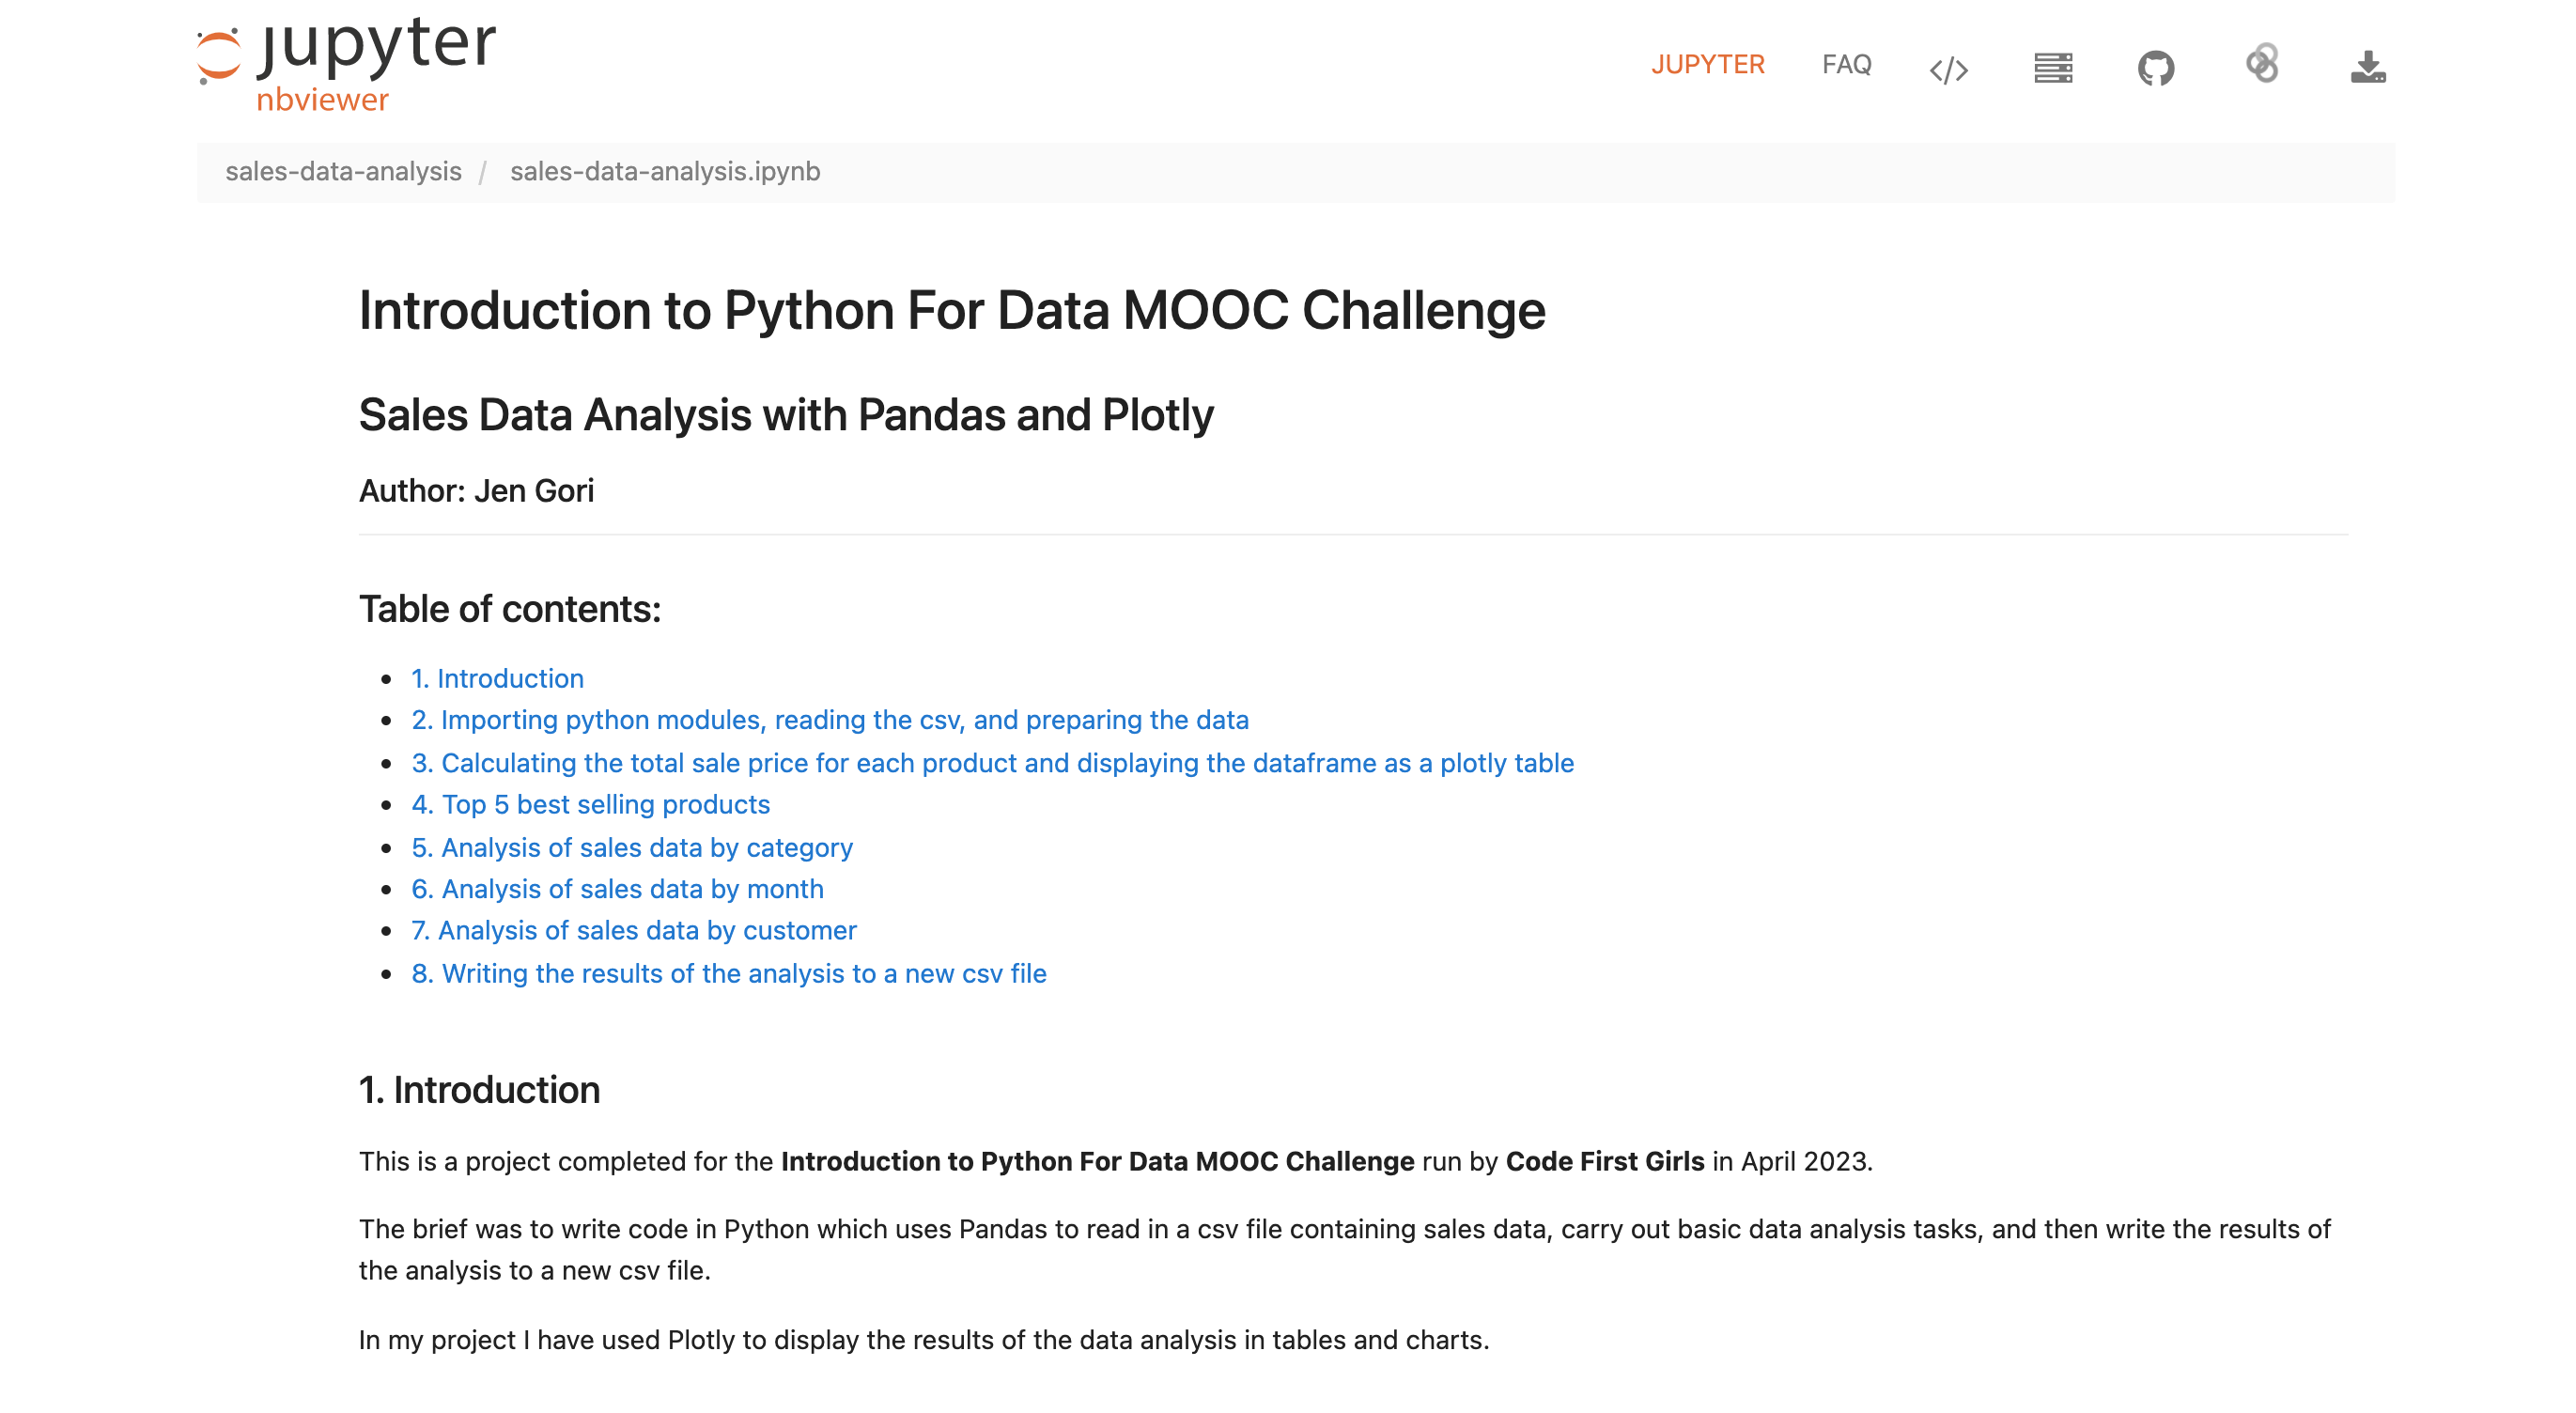 jupyter
nbviewer
JUPYTER FAQ </>
sales-data-analysis / sales-data-analysis.ipynb
Introduction to Python For Data MOOC Challenge
Sales Data Analysis with Pandas and Plotly
Author: Jen Gori
Table of contents:
• 1. Introduction
• 2. Importing python modules, reading the csv, and preparing the data
• 3. Calculating the total sale price for each product and displaying the dataframe as a plotly table
• 4. Top 5 best selling products
• 5. Analysis of sales data by category
• 6. Analysis of sales data by month
• 7. Analysis of sales data by customer
• 8. Writing the results of the analysis to a new csv file
1. Introduction
This is a project completed for the Introduction to Python For Data MOOC Challenge run by Code First Girls in April 2023.
The brief was to write code in Python which uses Pandas to read in a csv file containing sales data, carry out basic data analysis tasks, and then write the results of
the analysis to a new csv file.
In my project I have used Plotly to display the results of the data analysis in tables and charts.